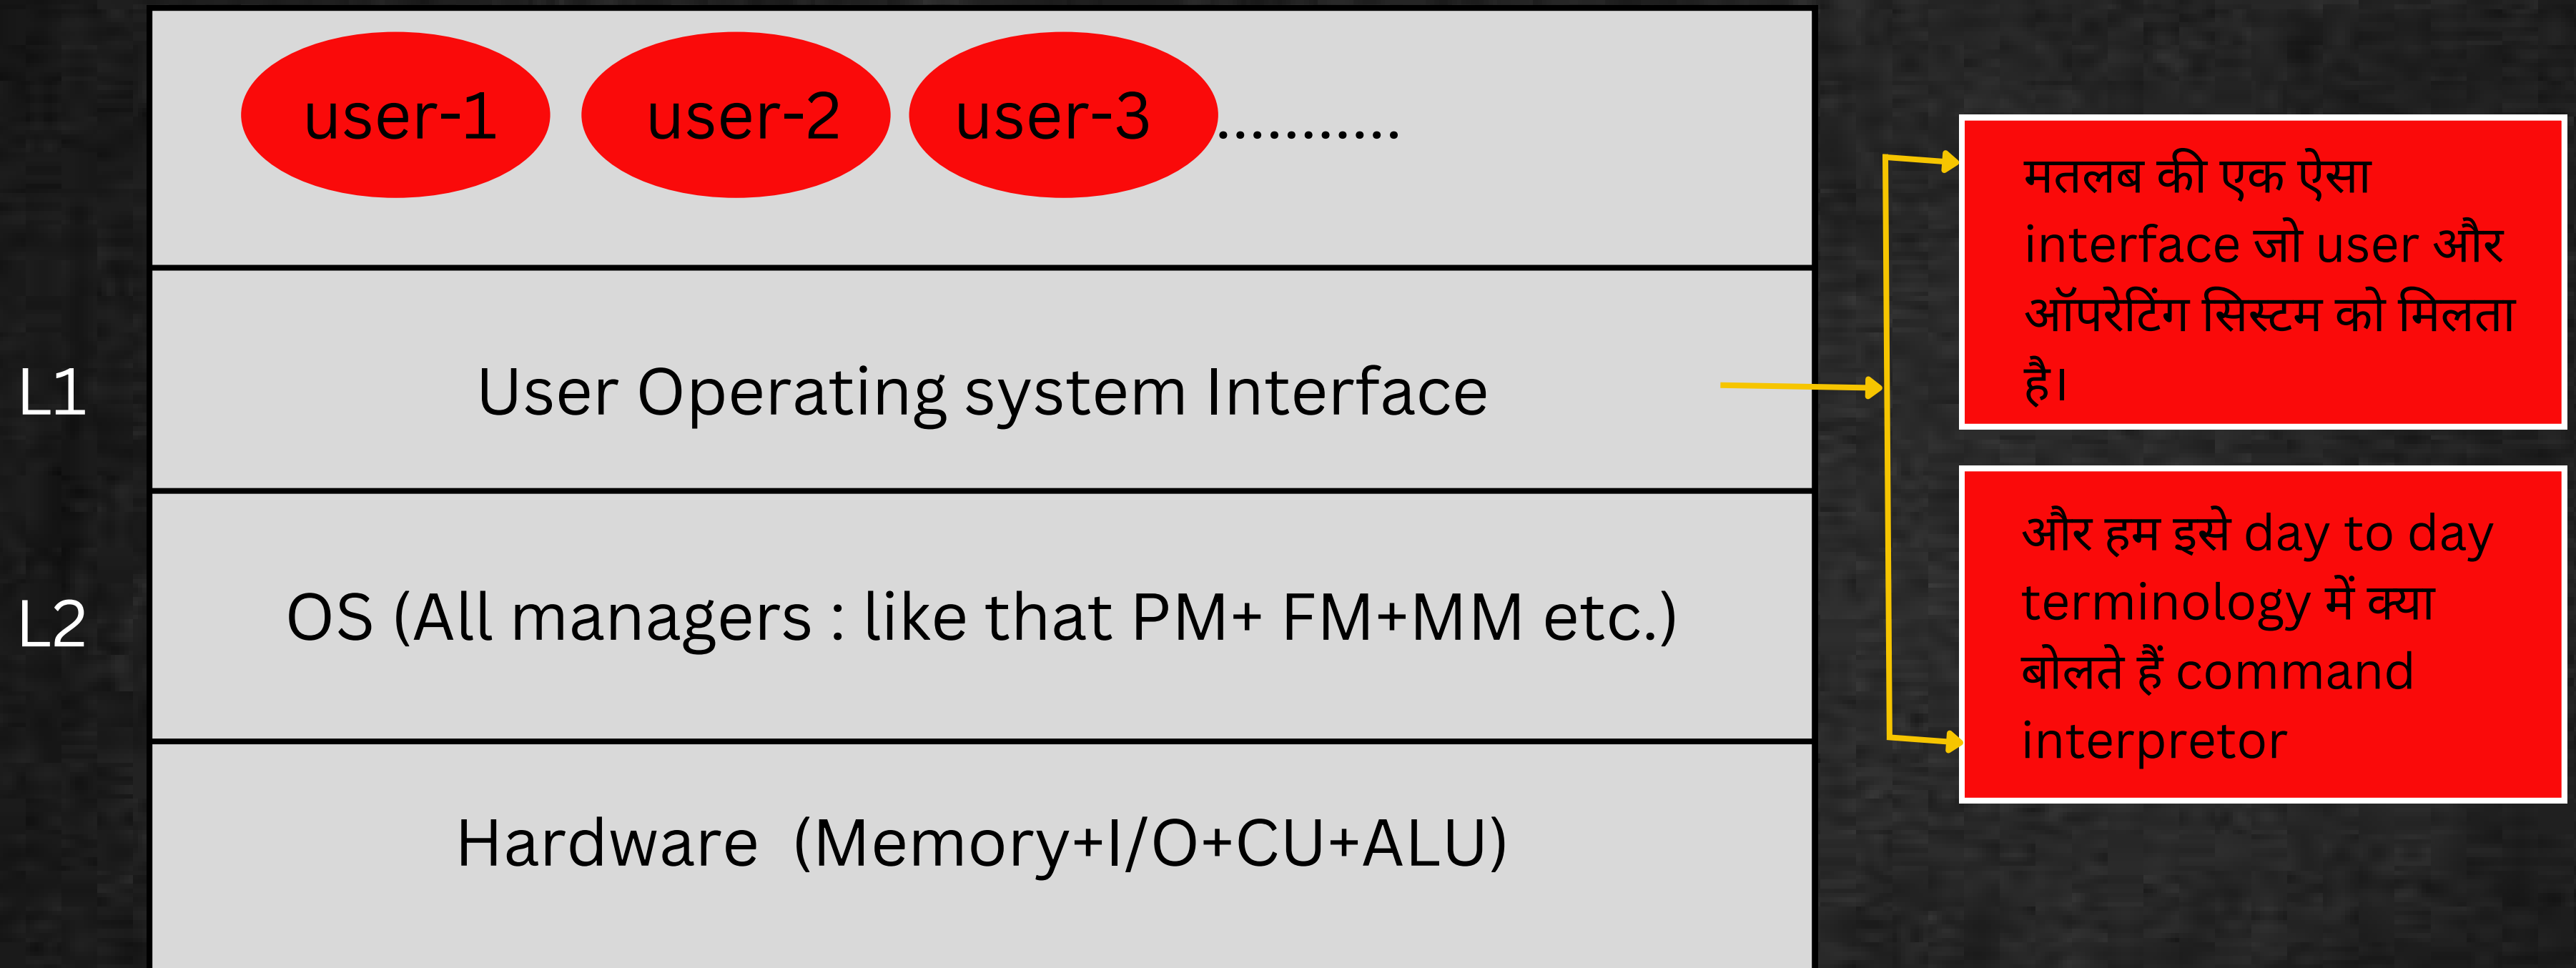 user-1 user-2 user-3 ...........
L1 User Operating system Interface
L2 OS (All managers : like that PM+ FM+MM etc.)
Hardware (Memory+I/O+CU+ALU)
मतलब की एक ऐसा
interface जो user और
ऑपरेटिंग सिस्टम को मिलता
है।
और हम इसे day to day
terminology में क्या
बोलते हैं command
interpretor